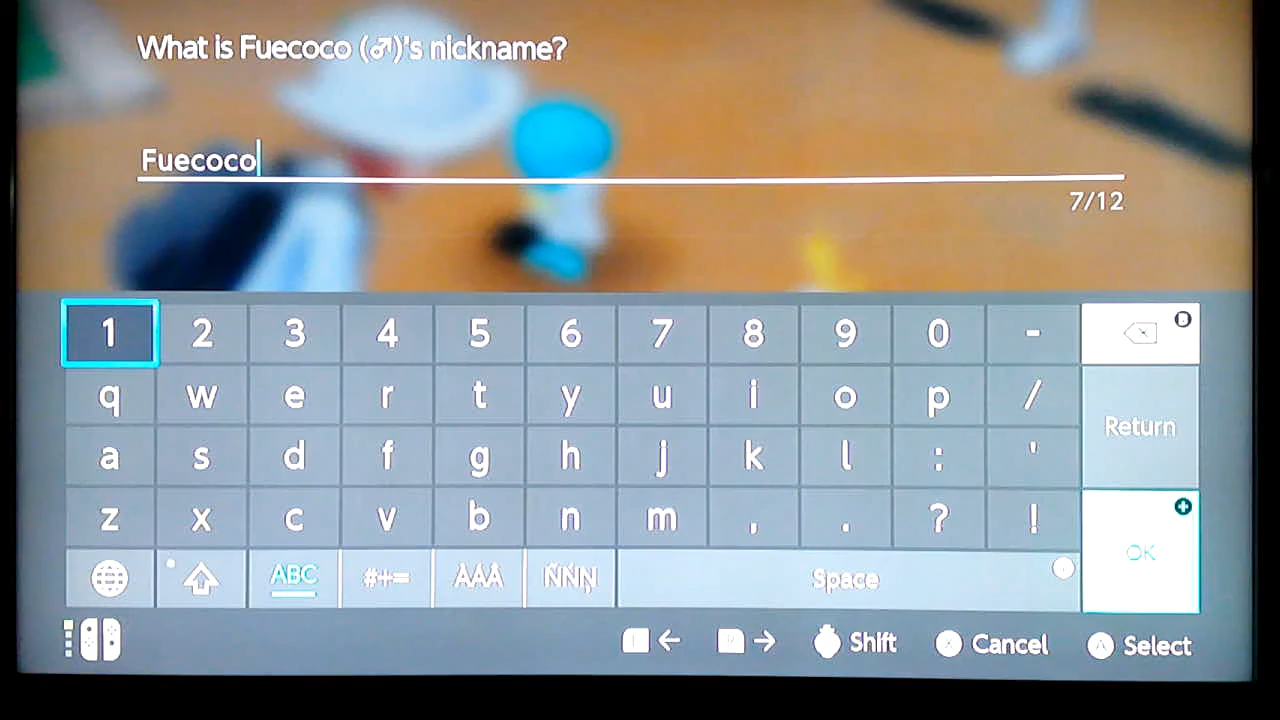 What is Fuecoco (♂)'s nickname?
Fuecoco
7/12
1 2 3 4 5 6 7 8 9 0 -
q w e r t y u i o p /
Return
a s d f g h j k l : '
z x c v b n m , . ? !
OK
ABC #+= ÀÁÂ ÑŃŅ Space
L ← R → Shift Cancel A Select